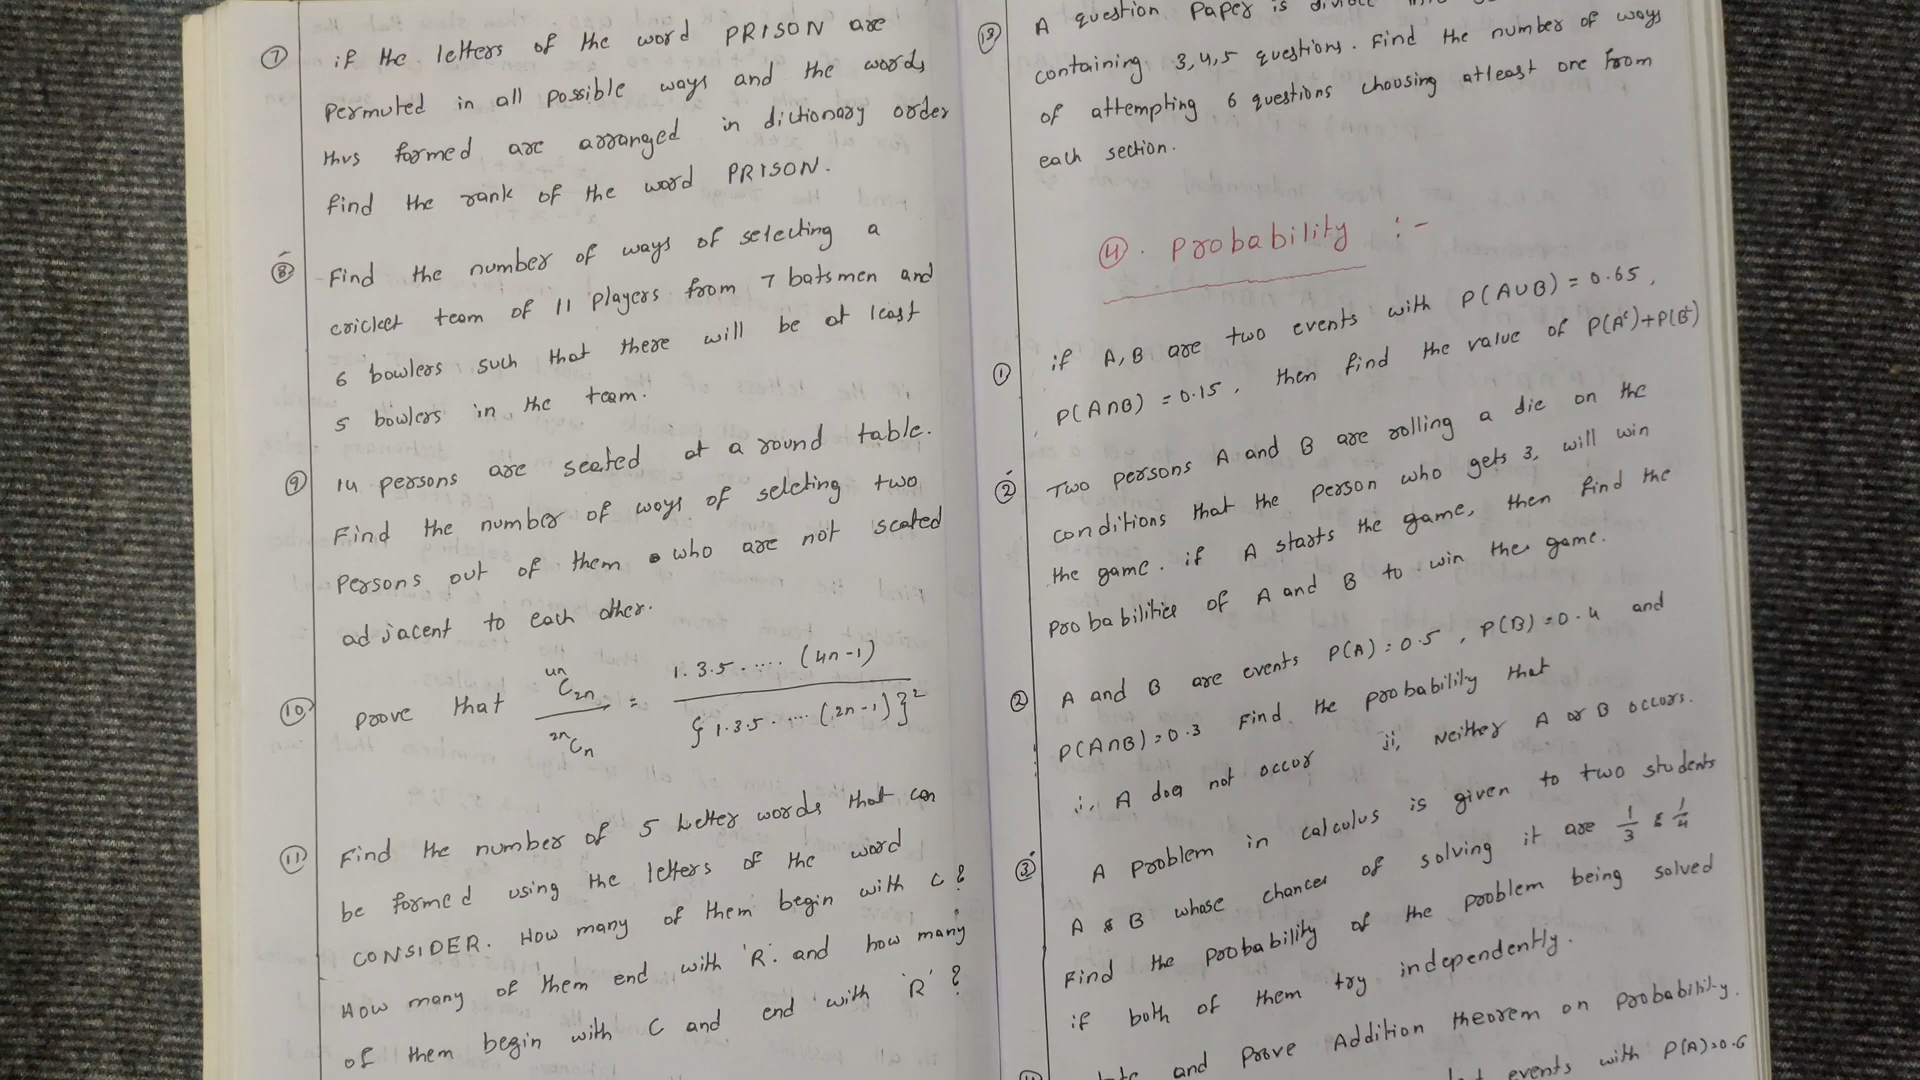 ⑦ if the letters of the word PRISON are
permuted in all possible ways and the words
thus formed are arranged in dictionary order
find the rank of the word PRISON.
⑧ Find the number of ways of selecting a
cricket team of 11 players from 7 batsmen and
6 bowlers such that there will be at least
5 bowlers in the team.
⑨ 14 persons are seated at a round table.
Find the number of ways of selcting two
Persons out of them who are not seated
adjacent to each other.
⑩ prove that ⁴ⁿC₂ₙ / ²ⁿCₙ = 1.3.5..... (4n-1) / {1.3.5..... (2n-1)}²
⑪ Find the number of 5 letter words that can
be formed using the letters of the word
CONSIDER. How many of them begin with C?
How many of them end with 'R'. and how many
of them begin with C and end with 'R'?
⑬ A question paper is
containing 3,4,5 questions. Find the number of ways
of attempting 6 questions choosing atleast one from
each section.
④. Probability :-
① if A,B are two events with P(A∪B) = 0.65,
P(A∩B) = 0.15, then find the value of P(Aᶜ)+P(Bᶜ)
② Two persons A and B are rolling a die on the
conditions that the person who gets 3, will win
the game. if A starts the game, then find the
probabilities of A and B to win the game.
② A and B are events P(A)=0.5, P(B)=0.4 and
P(A∩B)=0.3 Find the probability that
i, A does not occur ii, Neither A or B occurs.
③ A problem in calculus is given to two students
A & B whose chances of solving it are 1/3 & 1/4
Find the probability of the problem being solved
if both of them try independently.
and prove Addition theorem on probability.
events with P(A)=0.6